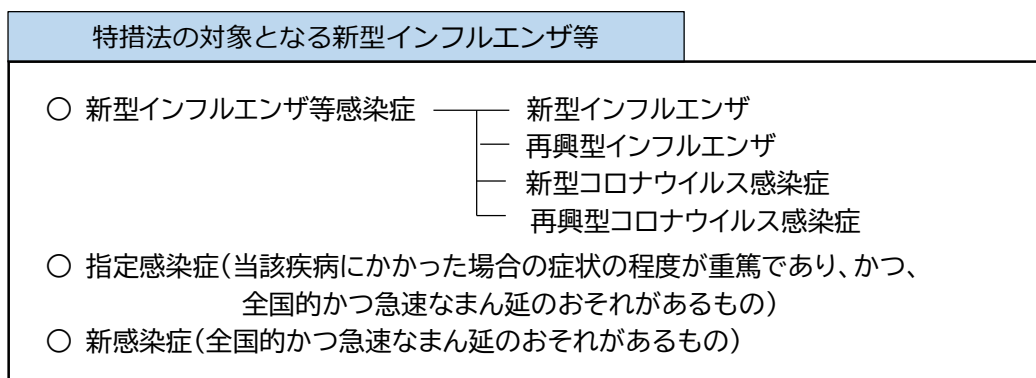 特措法の対象となる新型インフルエンザ等
○ 新型インフルエンザ等感染症 新型インフルエンザ
再興型インフルエンザ
新型コロナウイルス感染症
再興型コロナウイルス感染症
○ 指定感染症(当該疾病にかかった場合の症状の程度が重篤であり、かつ、
全国的かつ急速なまん延のおそれがあるもの)
○ 新感染症(全国的かつ急速なまん延のおそれがあるもの)